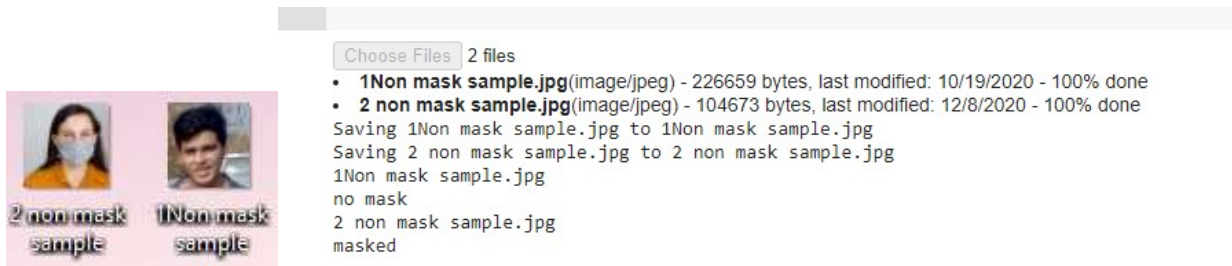 2 non mask
sample
1Non mask
sample
Choose Files 2 files
• 1Non mask sample.jpg(image/jpeg) - 226659 bytes, last modified: 10/19/2020 - 100% done
• 2 non mask sample.jpg(image/jpeg) - 104673 bytes, last modified: 12/8/2020 - 100% done
Saving 1Non mask sample.jpg to 1Non mask sample.jpg
Saving 2 non mask sample.jpg to 2 non mask sample.jpg
1Non mask sample.jpg
no mask
2 non mask sample.jpg
masked